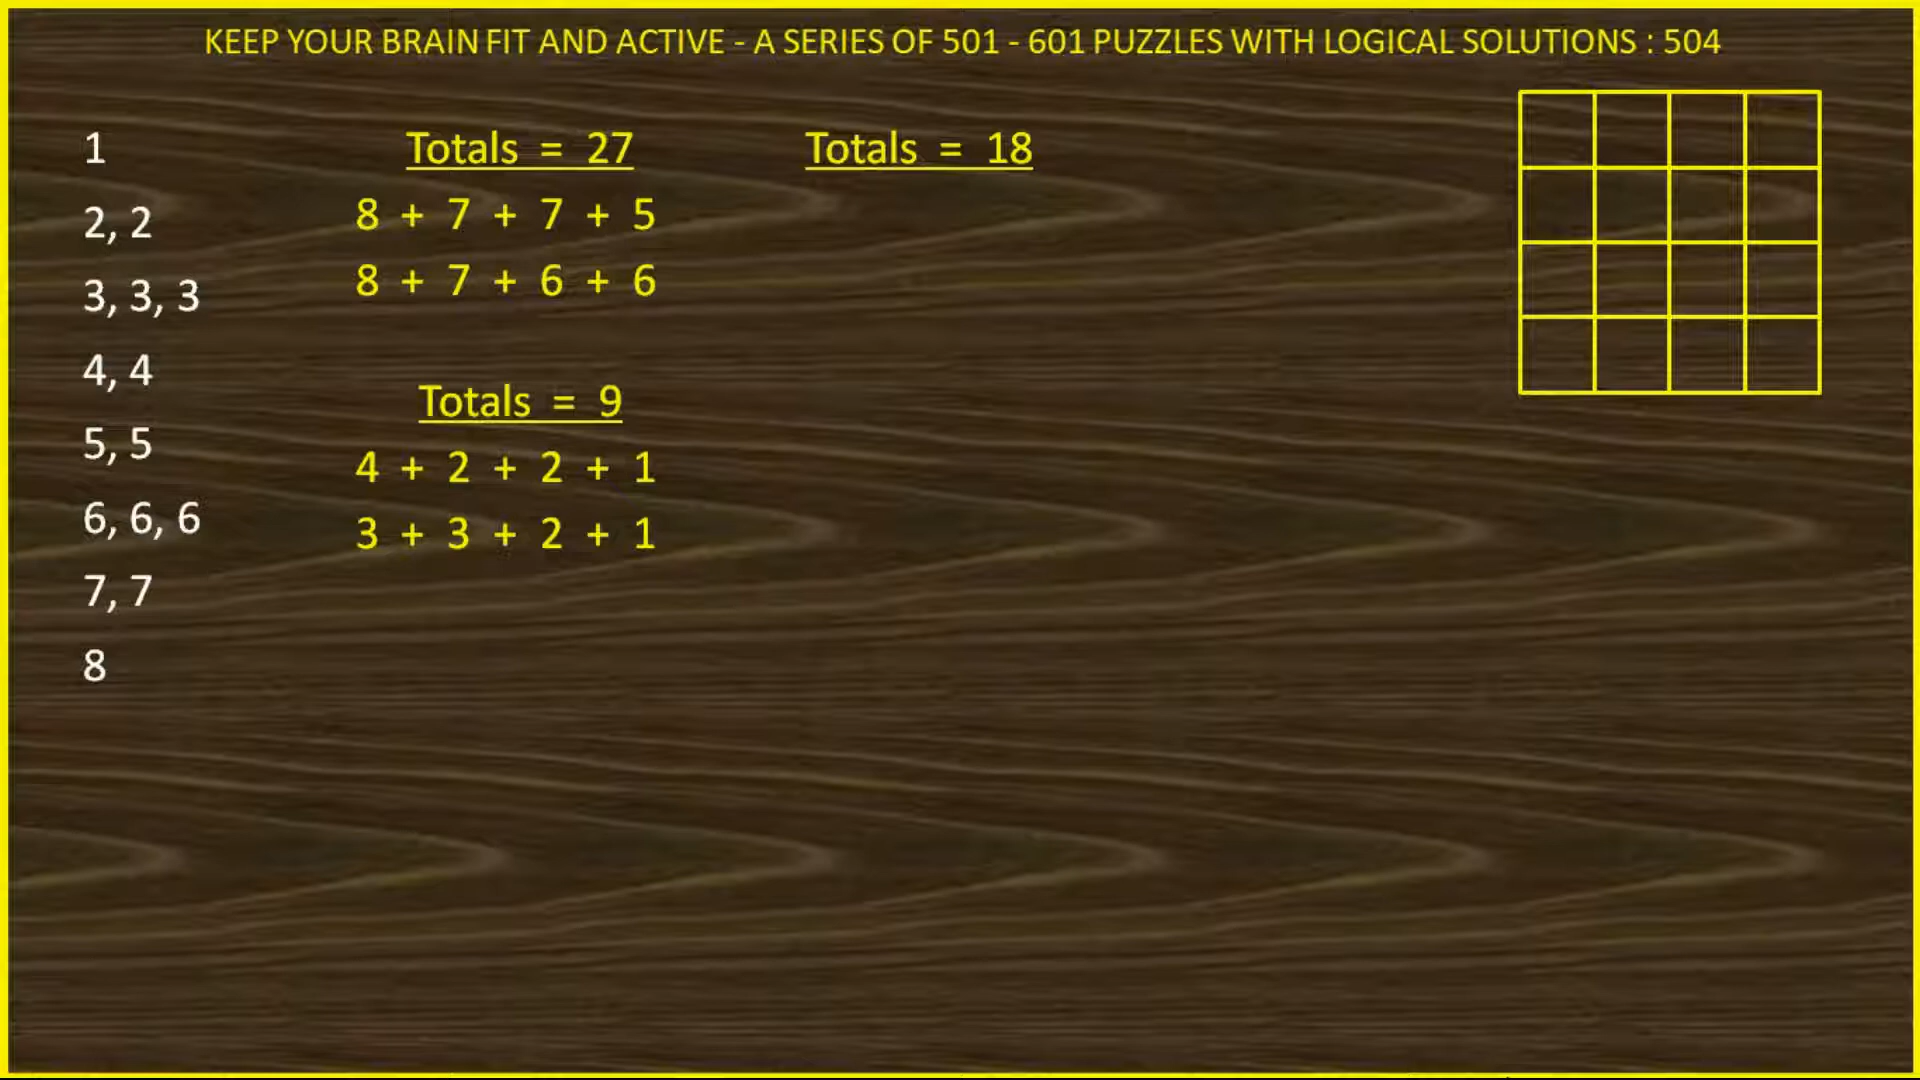 KEEP YOUR BRAIN FIT AND ACTIVE - A SERIES OF 501 - 601 PUZZLES WITH LOGICAL SOLUTIONS : 504
1
2, 2
3, 3, 3
4, 4
5, 5
6, 6, 6
7, 7
8
Totals = 27
8 + 7 + 7 + 5
8 + 7 + 6 + 6
Totals = 9
4 + 2 + 2 + 1
3 + 3 + 2 + 1
Totals = 18